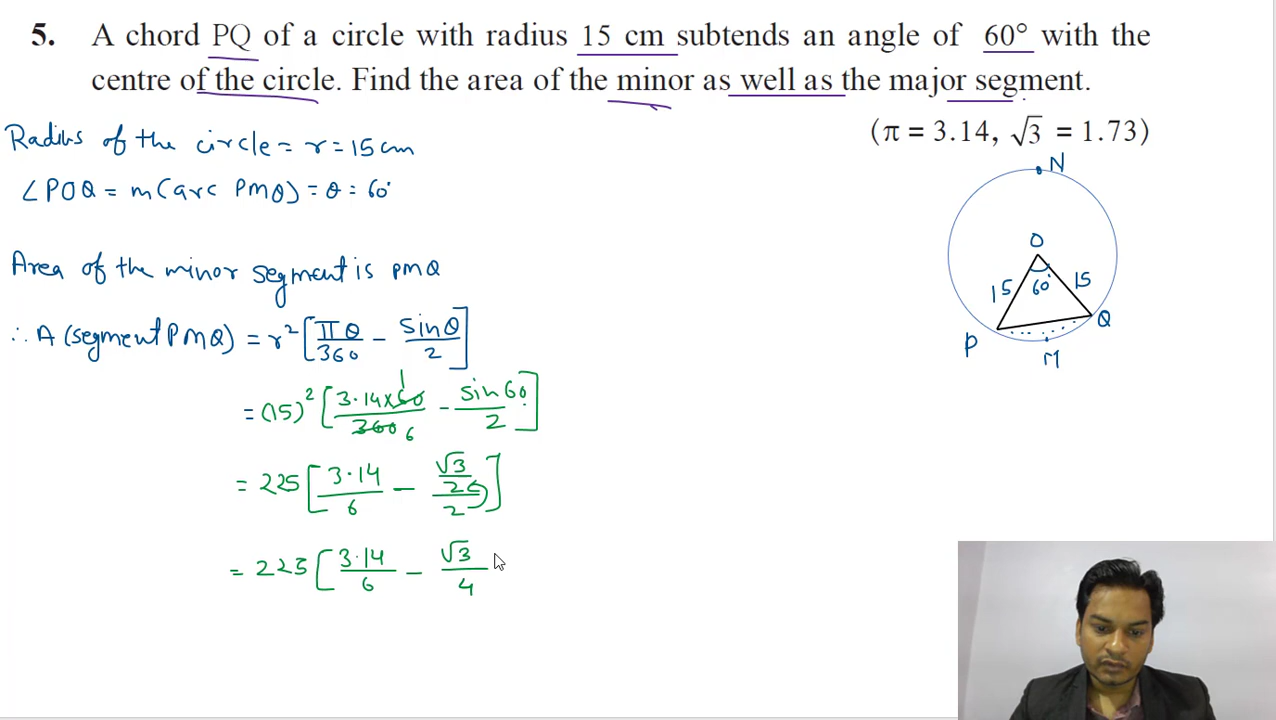 5. A chord PQ of a circle with radius 15 cm subtends an angle of 60° with the
centre of the circle. Find the area of the minor as well as the major segment.
(π = 3.14, √3 = 1.73)
Radius of the circle = r = 15cm
∠POQ = m(arc PMQ) = θ = 60°
Area of the minor segment is PMQ
∴ A (segment PMQ) = r² [πθ/360 - sinθ/2]
= (15)² [3.14×60/360 1 6 - sin60/2]
= 225 [3.14/6 - √3/2/2]
= 225 [3.14/6 - √3/4
N
O
15 60° 15
P Q
M